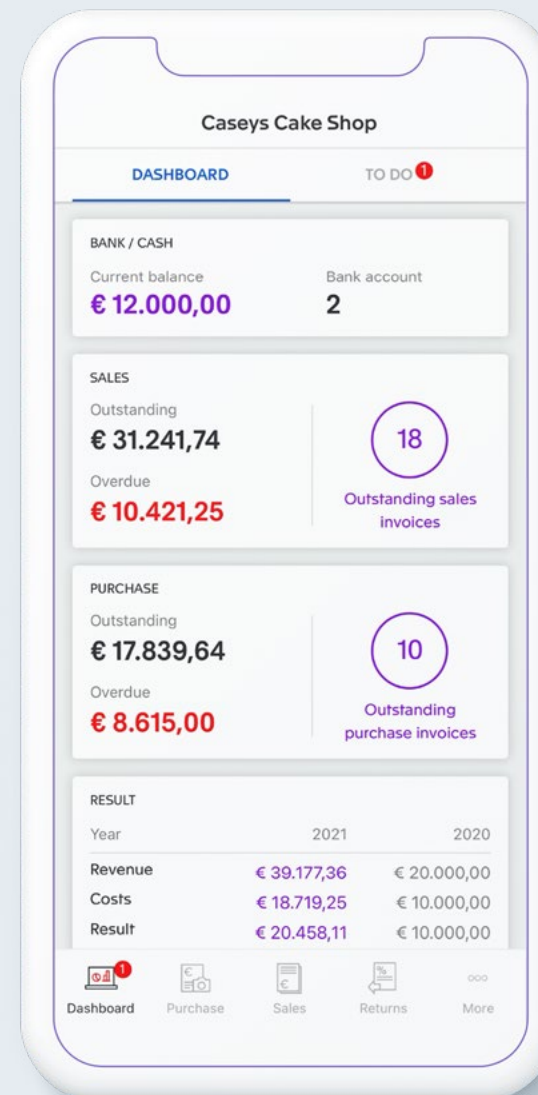 Caseys Cake Shop
DASHBOARD TO DO 1
BANK / CASH
Current balance Bank account
€ 12.000,00 2
SALES
Outstanding
€ 31.241,74
Overdue
€ 10.421,25
18
Outstanding sales
invoices
PURCHASE
Outstanding
€ 17.839,64
Overdue
€ 8.615,00
10
Outstanding
purchase invoices
RESULT
Year 2021 2020
Revenue € 39.177,36 € 20.000,00
Costs € 18.719,25 € 10.000,00
Result € 20.458,11 € 10.000,00
1
Dashboard Purchase Sales Returns More